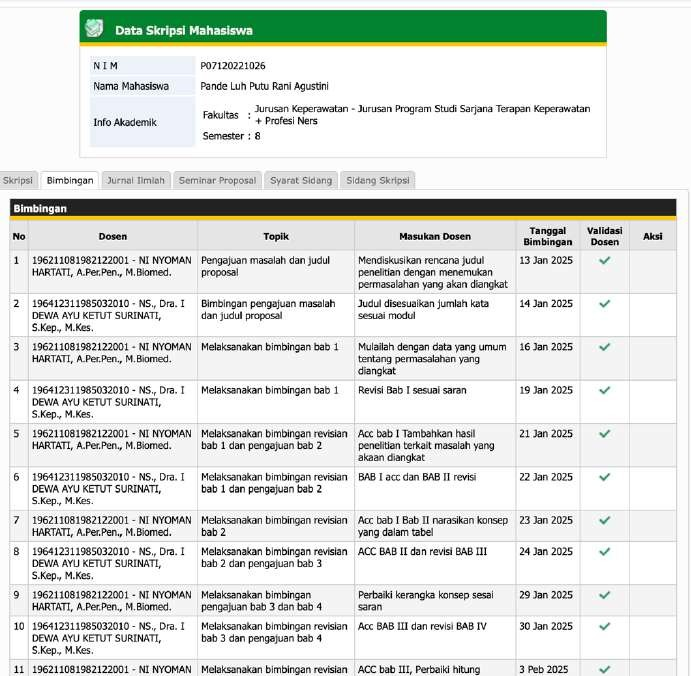 Data Skripsi Mahasiswa
N I M P07120221026
Nama Mahasiswa Pande Luh Putu Rani Agustini
Info Akademik
Fakultas : Jurusan Keperawatan - Jurusan Program Studi Sarjana Terapan Keperawatan
+ Profesi Ners
Semester : 8
Skripsi Bimbingan Jurnal Ilmiah Seminar Proposal Syarat Sidang Sidang Skripsi
Bimbingan
No Dosen Topik Masukan Dosen Tanggal Bimbingan Validasi Dosen Aksi
1 196211081982122001 - NI NYOMAN Pengajuan masalah dan judul Mendiskusikan rencana judul 13 Jan 2025
HARTATI, A.Per.Pen., M.Biomed. proposal penelitian dengan menemukan
permasalahan yang akan diangkat
2 196412311985032010 - NS., Dra. I Bimbingan pengajuan masalah Judul disesuaikan jumlah kata 14 Jan 2025
DEWA AYU KETUT SURINATI, dan judul proposal sesuai modul
S.Kep., M.Kes.
3 196211081982122001 - NI NYOMAN Melaksanakan bimbingan bab 1 Mulailah dengan data yang umum 16 Jan 2025
HARTATI, A.Per.Pen., M.Biomed. tentang permasalahan yang
diangkat
4 196412311985032010 - NS., Dra. I Melaksanakan bimbingan bab 1 Revisi Bab I sesuai saran 19 Jan 2025
DEWA AYU KETUT SURINATI,
S.Kep., M.Kes.
5 196211081982122001 - NI NYOMAN Melaksanakan bimbingan revisian Acc bab I Tambahkan hasil 21 Jan 2025
HARTATI, A.Per.Pen., M.Biomed. bab 1 dan pengajuan bab 2 penelitian terkait masalah yang
akaan diangkat
6 196412311985032010 - NS., Dra. I Melaksanakan bimbingan revisian BAB I acc dan BAB II revisi 22 Jan 2025
DEWA AYU KETUT SURINATI, bab 1 dan pengajuan bab 2
S.Kep., M.Kes.
7 196211081982122001 - NI NYOMAN Melaksanakan bimbingan revisian Acc bab I Bab II narasikan konsep 23 Jan 2025
HARTATI, A.Per.Pen., M.Biomed. bab 2 yang dalam tabel
8 196412311985032010 - NS., Dra. I Melaksanakan bimbingan revisian ACC BAB II dan revisi BAB III 24 Jan 2025
DEWA AYU KETUT SURINATI, bab 2 dan pengajuan bab 3
S.Kep., M.Kes.
9 196211081982122001 - NI NYOMAN Melaksanakan bimbingan Perbaiki kerangka konsep sesai 29 Jan 2025
HARTATI, A.Per.Pen., M.Biomed. pengajuan bab 3 dan bab 4 saran
10 196412311985032010 - NS., Dra. I Melaksanakan bimbingan revisian Acc BAB III dan revisi BAB IV 30 Jan 2025
DEWA AYU KETUT SURINATI, bab 3 dan pengajuan bab 4
S.Kep., M.Kes.
11 196211081982122001 - NI NYOMAN Melaksanakan bimbingan revisian ACC bab III, Perbaiki hitung 3 Peb 2025